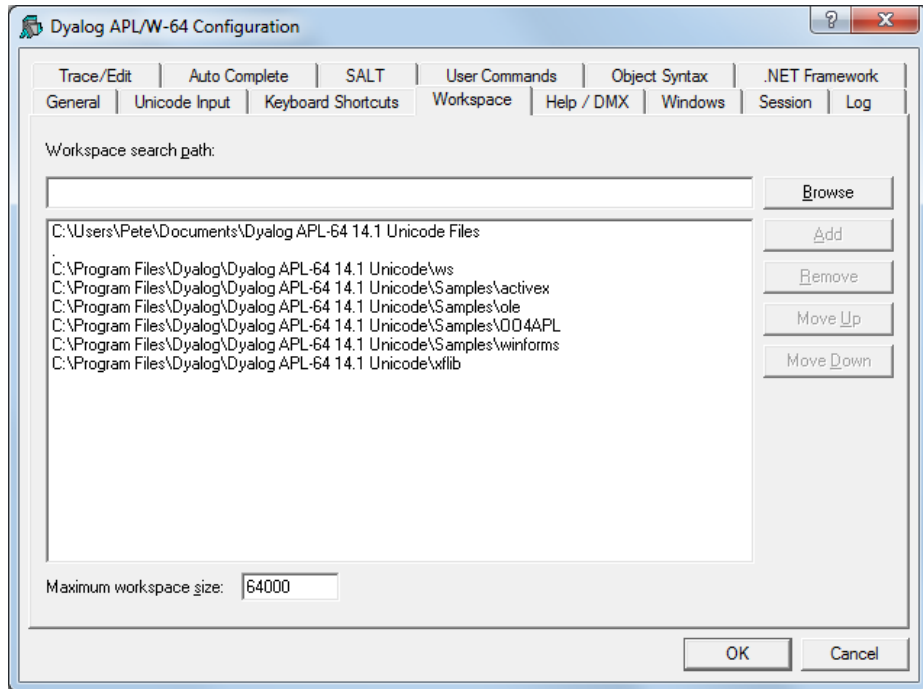 Dyalog APL/W-64 Configuration
? X
Trace/Edit Auto Complete SALT User Commands Object Syntax .NET Framework
General Unicode Input Keyboard Shortcuts Workspace Help / DMX Windows Session Log
Workspace search path:
Browse
C:\Users\Pete\Documents\Dyalog APL-64 14.1 Unicode Files
.
C:\Program Files\Dyalog\Dyalog APL-64 14.1 Unicode\ws
C:\Program Files\Dyalog\Dyalog APL-64 14.1 Unicode\Samples\activex
C:\Program Files\Dyalog\Dyalog APL-64 14.1 Unicode\Samples\ole
C:\Program Files\Dyalog\Dyalog APL-64 14.1 Unicode\Samples\OO4APL
C:\Program Files\Dyalog\Dyalog APL-64 14.1 Unicode\Samples\winforms
C:\Program Files\Dyalog\Dyalog APL-64 14.1 Unicode\xflib
Add
Remove
Move Up
Move Down
Maximum workspace size: 64000
OK Cancel